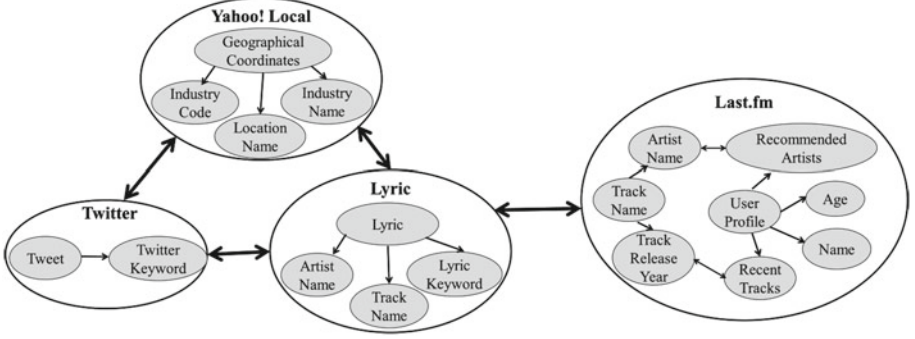 Yahoo! Local
Geographical
Coordinates
Industry
Code
Industry
Name
Location
Name
Twitter
Tweet
Twitter
Keyword
Lyric
Lyric
Artist
Name
Lyric
Keyword
Track
Name
Last.fm
Artist
Name
Recommended
Artists
Track
Name
User
Profile
Age
Track
Release
Year
Name
Recent
Tracks